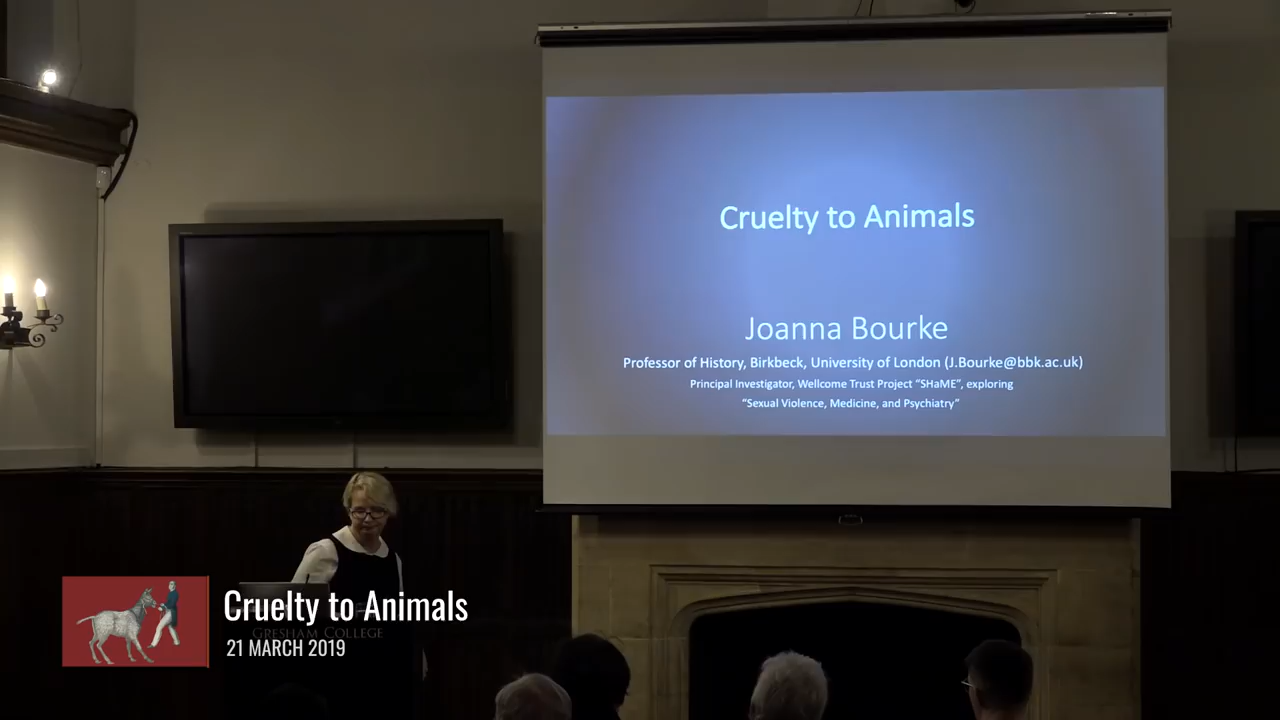 Cruelty to Animals
Joanna Bourke
Professor of History, Birkbeck, University of London (J.Bourke@bbk.ac.uk)
Principal Investigator, Wellcome Trust Project “SHaME”, exploring
“Sexual Violence, Medicine, and Psychiatry”
Cruelty to Animals
GRESHAM COLLEGE
21 MARCH 2019